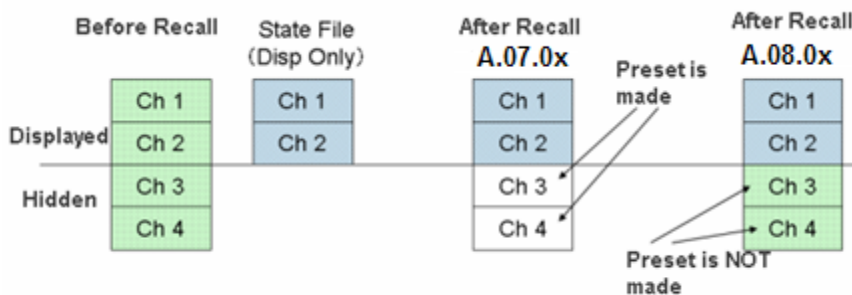 Before Recall
State File
(Disp Only)
After Recall
A.07.0x
After Recall
A.08.0x
Preset is
made
Displayed
Hidden
Ch 1
Ch 2
Ch 3
Ch 4
Ch 1
Ch 2
Ch 1
Ch 2
Ch 3
Ch 4
Ch 1
Ch 2
Ch 3
Ch 4
Preset is NOT
made